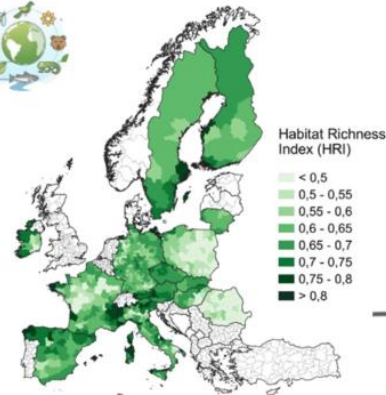 Habitat Richness
Index (HRI)
< 0,5
0,5 - 0,55
0,55 - 0,6
0,6 - 0,65
0,65 - 0,7
0,7 - 0,75
0,75 - 0,8
> 0,8